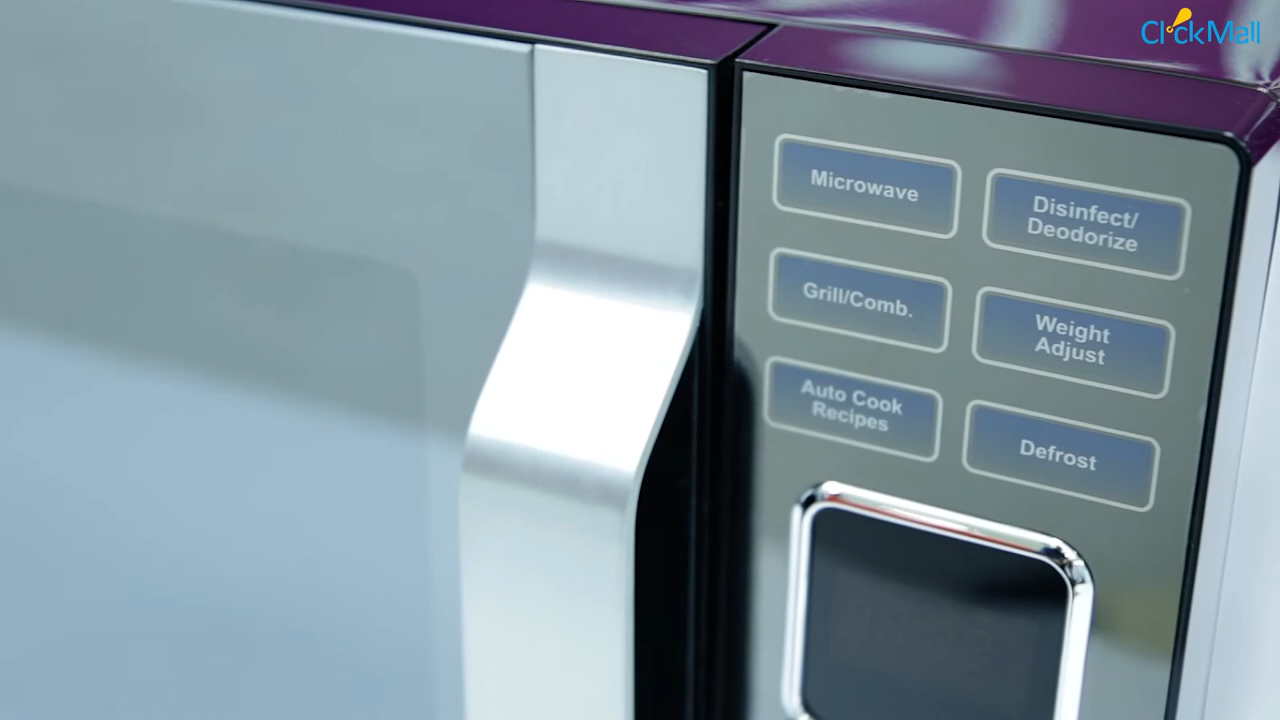 ClickMall
Microwave
Disinfect/
Deodorize
Grill/Comb.
Weight
Adjust
Auto Cook
Recipes
Defrost